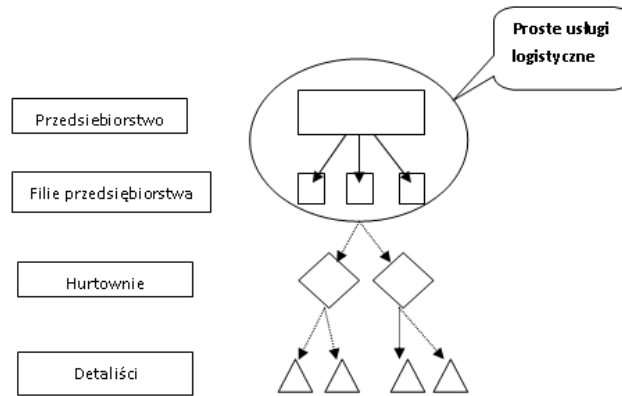 Proste usługi
logistyczne
Przedsiebiorstwo
Filie przedsiębiorstwa
Hurtownie
Detaliści